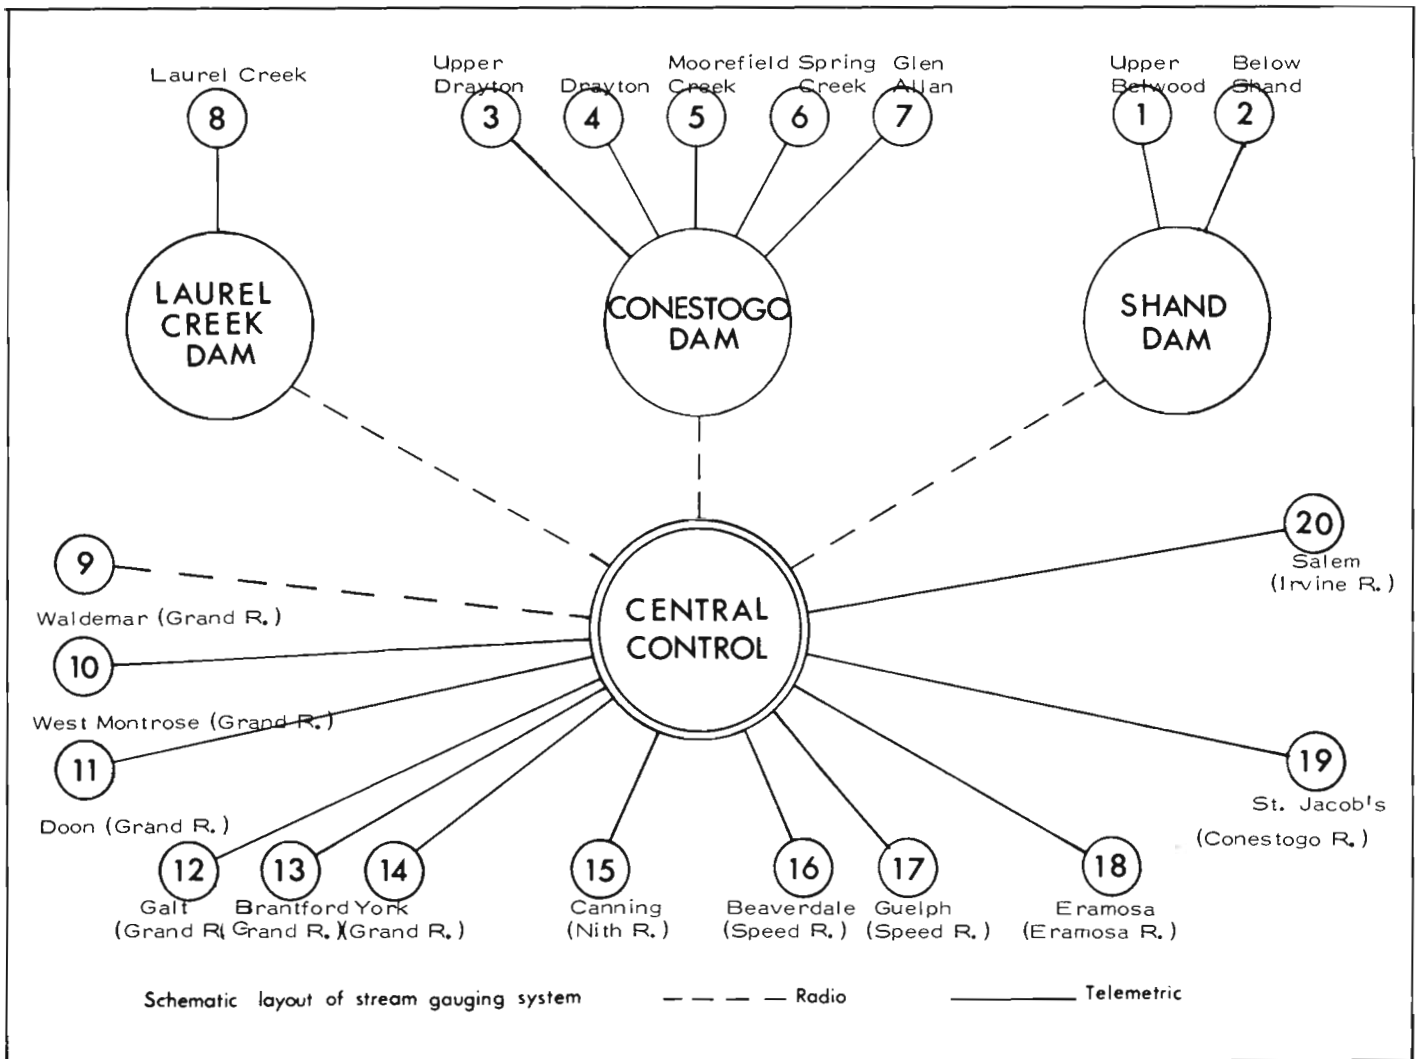 Laurel Creek
8
Upper
Drayton
3
Drayton
4
Moorefield
Creek
5
Spring
Creek
6
Glen
Allan
7
Upper
Belwood
1
Below
Shand
2
LAUREL
CREEK
DAM
CONESTOGO
DAM
SHAND
DAM
CENTRAL
CONTROL
9
Waldemar (Grand R.)
10
West Montrose (Grand R.)
11
Doon (Grand R.)
12
Galt
(Grand R
13
Brantford
(Grand R.)
14
York
(Grand R.)
15
Canning
(Nith R.)
16
Beaverdale
(Speed R.)
17
Guelph
(Speed R.)
18
Eramosa
(Eramosa R.)
19
St. Jacob's
(Conestogo R.)
20
Salem
(Irvine R.)
Schematic layout of stream gauging system
Radio
Telemetric